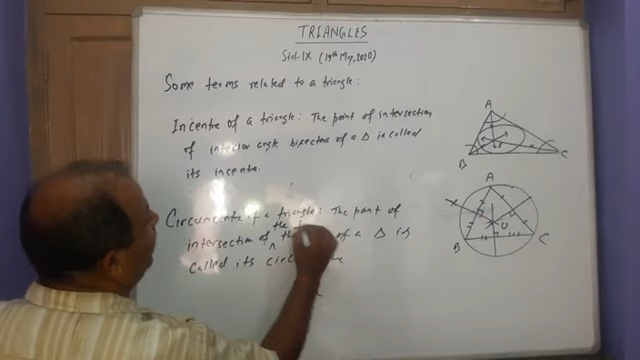 TRIANGLES
Std-IX (19th May, 2020)
Some terms related to a triangle:
Incentre of a triangle: The point of intersection
of interior angle bisectors of a Δ is called
its incentre.
Circumcentre of a triangle: The point of
the
intersection of the of a Δ is
called its
A
B
C
A
B
C
O